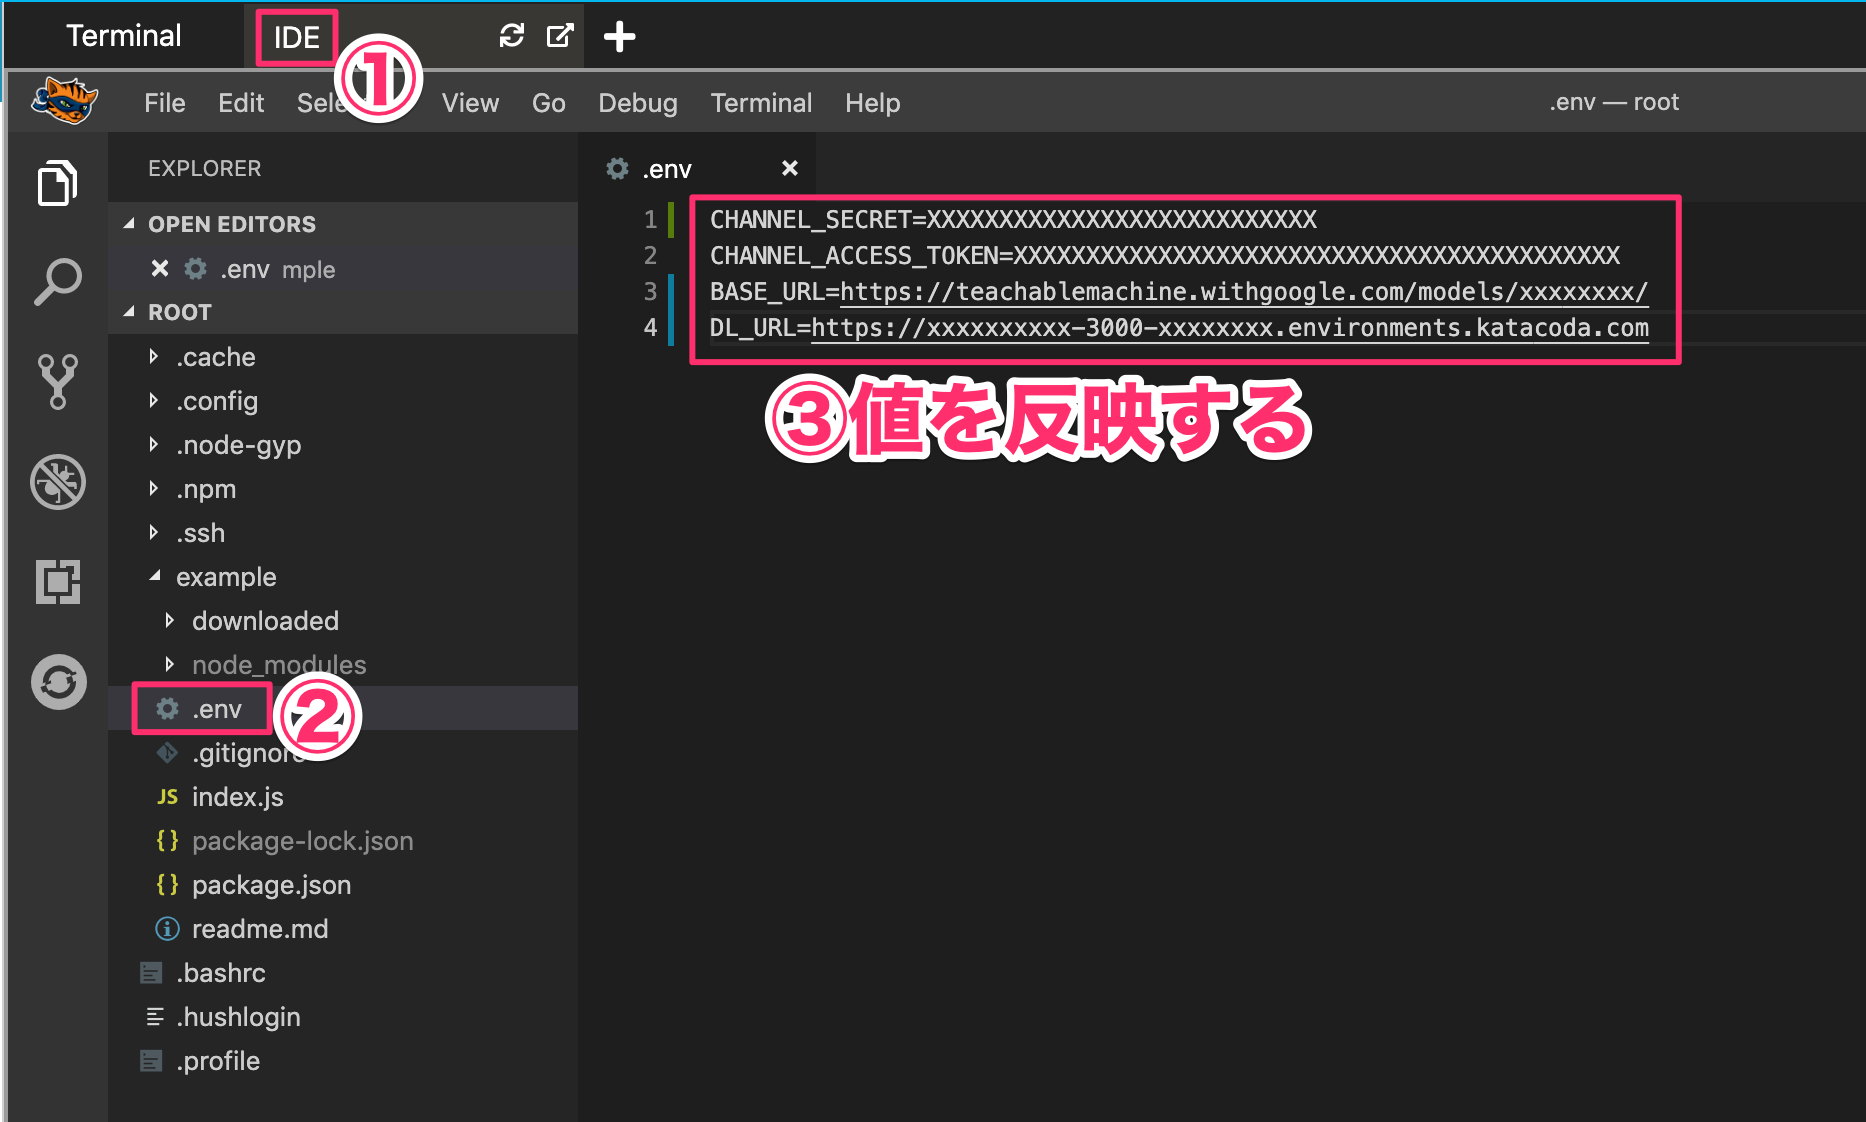 Terminal IDE
①
File Edit Sele View Go Debug Terminal Help .env — root
EXPLORER
.env
OPEN EDITORS
.env mple
ROOT
.cache
.config
.node-gyp
.npm
.ssh
example
downloaded
node_modules
.env
②
.gitignore
JS index.js
{} package-lock.json
{} package.json
readme.md
.bashrc
.hushlogin
.profile
1 CHANNEL_SECRET=XXXXXXXXXXXXXXXXXXXXXXXXXXX
2 CHANNEL_ACCESS_TOKEN=XXXXXXXXXXXXXXXXXXXXXXXXXXXXXXXXXXXXXXXXXX
3 BASE_URL=https://teachablemachine.withgoogle.com/models/xxxxxxxx/
4 DL_URL=https://xxxxxxxxxx-3000-xxxxxxxx.environments.katacoda.com
③値を反映する